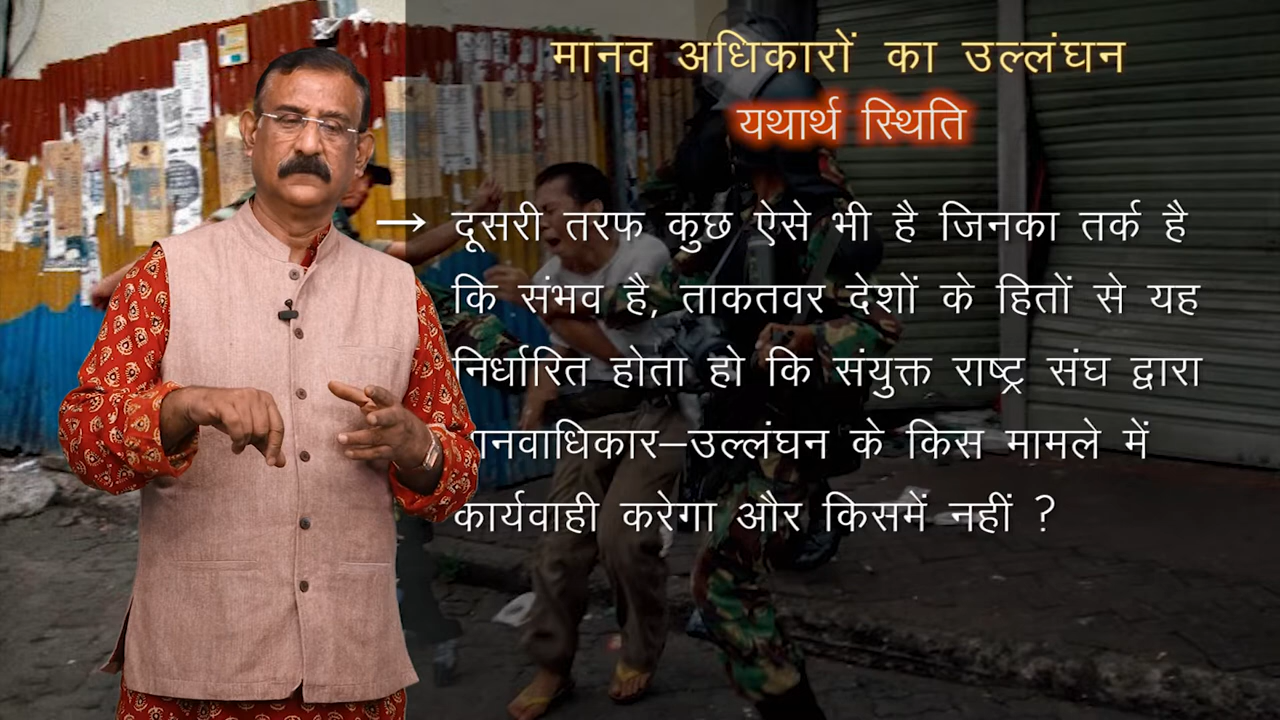 मानव अधिकारों का उल्लंघन
यथार्थ स्थिति
→ दूसरी तरफ कुछ ऐसे भी है जिनका तर्क है
कि संभव है, ताकतवर देशों के हितों से यह
निर्धारित होता हो कि संयुक्त राष्ट्र संघ द्वारा
मानवाधिकार–उल्लंघन के किस मामले में
कार्यवाही करेगा और किसमें नहीं ?